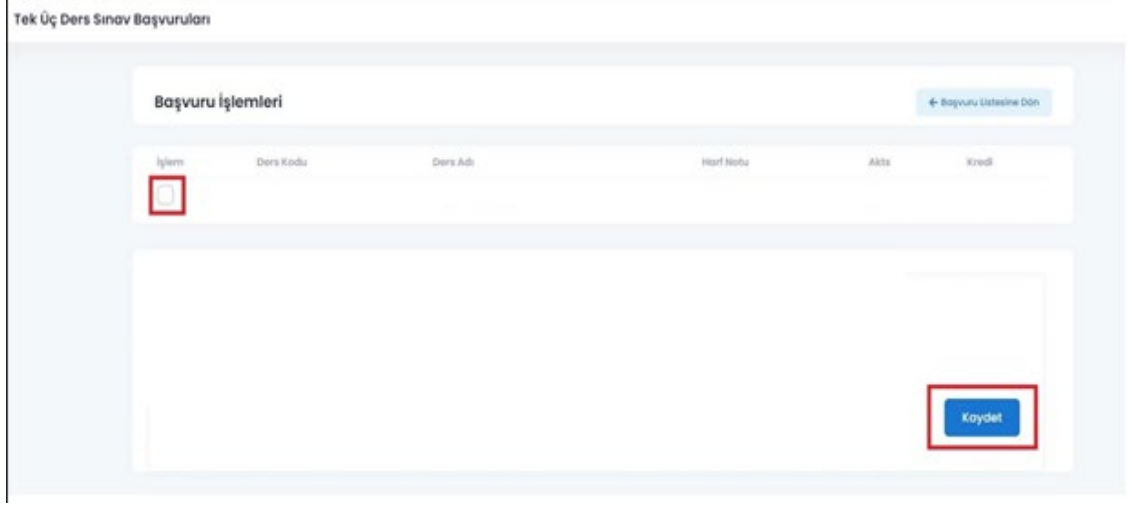 Tek Üç Ders Sınav Başvuruları
Başvuru İşlemleri
← Başvuru Listesine Dön
İşlem Ders Kodu Ders Adı Harf Notu Akts Kredi
Kaydet